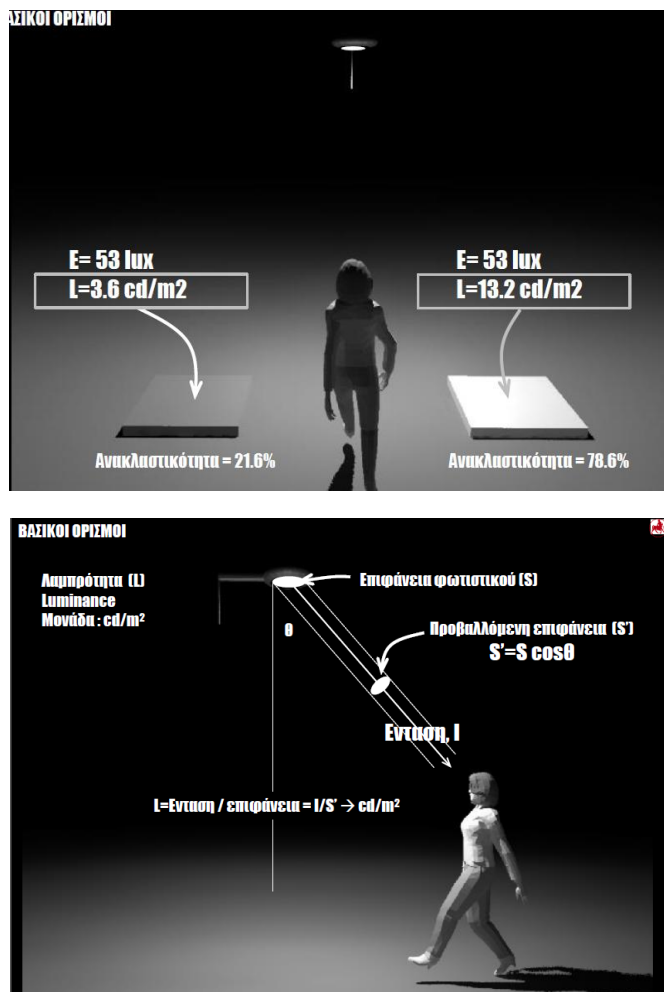 ΑΣΙΚΟΙ ΟΡΙΣΜΟΙ
E= 53 lux
L=3.6 cd/m2
E= 53 lux
L=13.2 cd/m2
Ανακλαστικότητα = 21.6%
Ανακλαστικότητα = 78.6%
ΒΑΣΙΚΟΙ ΟΡΙΣΜΟΙ
Λαμπρότητα (L)
Luminance
Μονάδα : cd/m²
Επιφάνεια φωτιστικού (S)
θ
Προβαλλόμενη επιφάνεια (S’)
S’=S cosθ
Ενταση, I
L=Ενταση / επιφάνεια = I/S’ → cd/m²